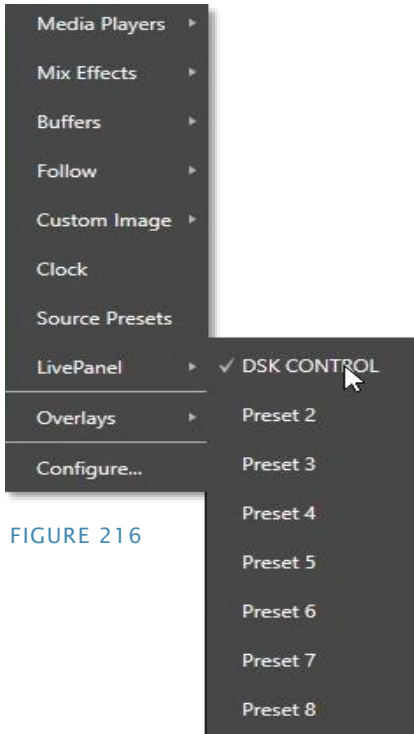 Media Players
Mix Effects
Buffers
Follow
Custom Image
Clock
Source Presets
LivePanel
Overlays
Configure...
DSK CONTROL
Preset 2
Preset 3
Preset 4
Preset 5
Preset 6
Preset 7
Preset 8
FIGURE 216